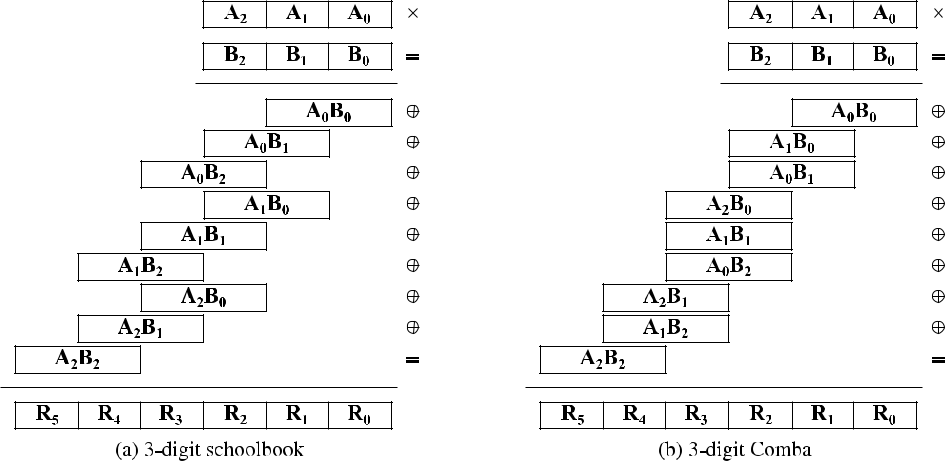 A₂ A₁ A₀ ×
B₂ B₁ B₀ =
A₀B₀ ⊕
A₀B₁ ⊕
A₀B₂ ⊕
A₁B₀ ⊕
A₁B₁ ⊕
A₁B₂ ⊕
Λ₂B₀ ⊕
A₂B₁ ⊕
A₂B₂ =
R₅ R₄ R₃ R₂ R₁ R₀
(a) 3-digit schoolbook
A₂ A₁ A₀ ×
B₂ B₁ B₀ =
A₀B₀ ⊕
A₁B₀ ⊕
A₀B₁ ⊕
A₂B₀ ⊕
A₁B₁ ⊕
A₀B₂ ⊕
Λ₂B₁ ⊕
A₁B₂ ⊕
A₂B₂ =
R₅ R₄ R₃ R₂ R₁ R₀
(b) 3-digit Comba